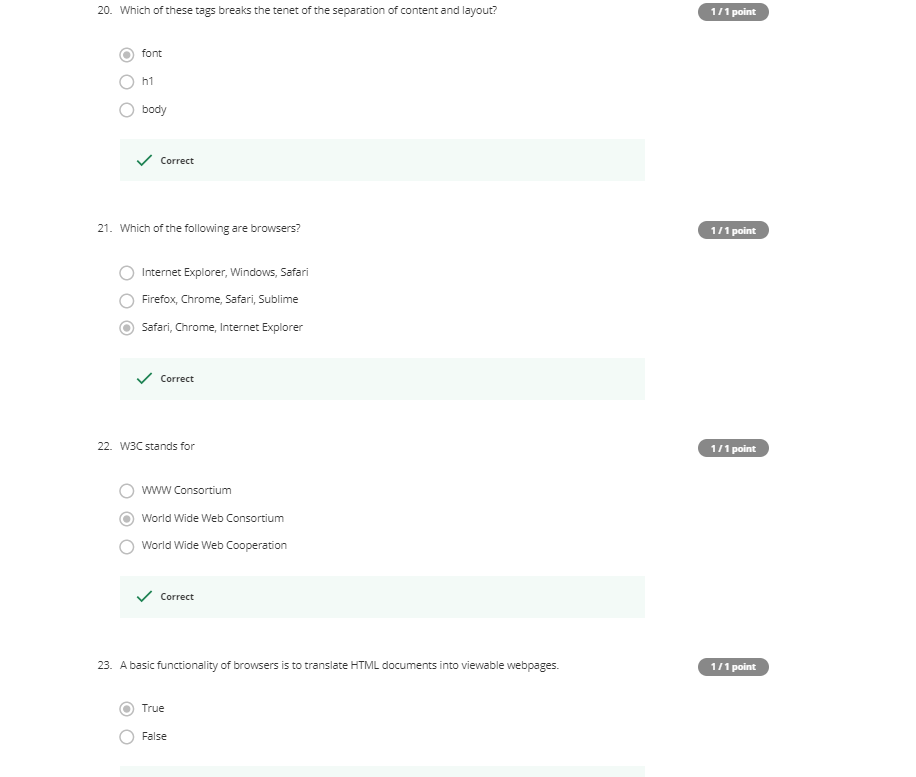 20. Which of these tags breaks the tenet of the separation of content and layout?
1 / 1 point
font
h1
body
Correct
21. Which of the following are browsers?
1 / 1 point
Internet Explorer, Windows, Safari
Firefox, Chrome, Safari, Sublime
Safari, Chrome, Internet Explorer
Correct
22. W3C stands for
1 / 1 point
WWW Consortium
World Wide Web Consortium
World Wide Web Cooperation
Correct
23. A basic functionality of browsers is to translate HTML documents into viewable webpages.
1 / 1 point
True
False